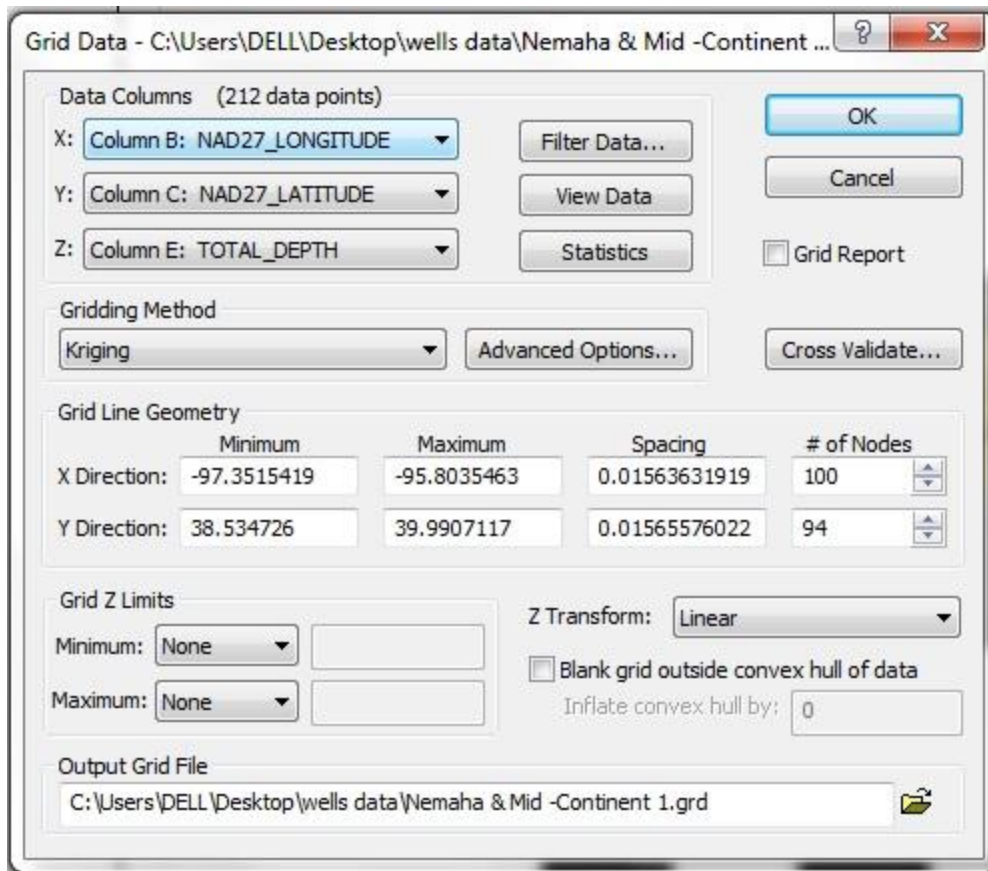 Grid Data - C:\Users\DELL\Desktop\wells data\Nemaha & Mid -Continent ...
Data Columns (212 data points)
X: Column B: NAD27_LONGITUDE
Filter Data...
OK
Y: Column C: NAD27_LATITUDE
View Data
Cancel
Z: Column E: TOTAL_DEPTH
Statistics
Grid Report
Gridding Method
Kriging
Advanced Options...
Cross Validate...
Grid Line Geometry
Minimum Maximum Spacing # of Nodes
X Direction: -97.3515419 -95.8035463 0.01563631919 100
Y Direction: 38.534726 39.9907117 0.01565576022 94
Grid Z Limits
Minimum: None
Maximum: None
Z Transform: Linear
Blank grid outside convex hull of data
Inflate convex hull by: 0
Output Grid File
C:\Users\DELL\Desktop\wells data\Nemaha & Mid -Continent 1.grd